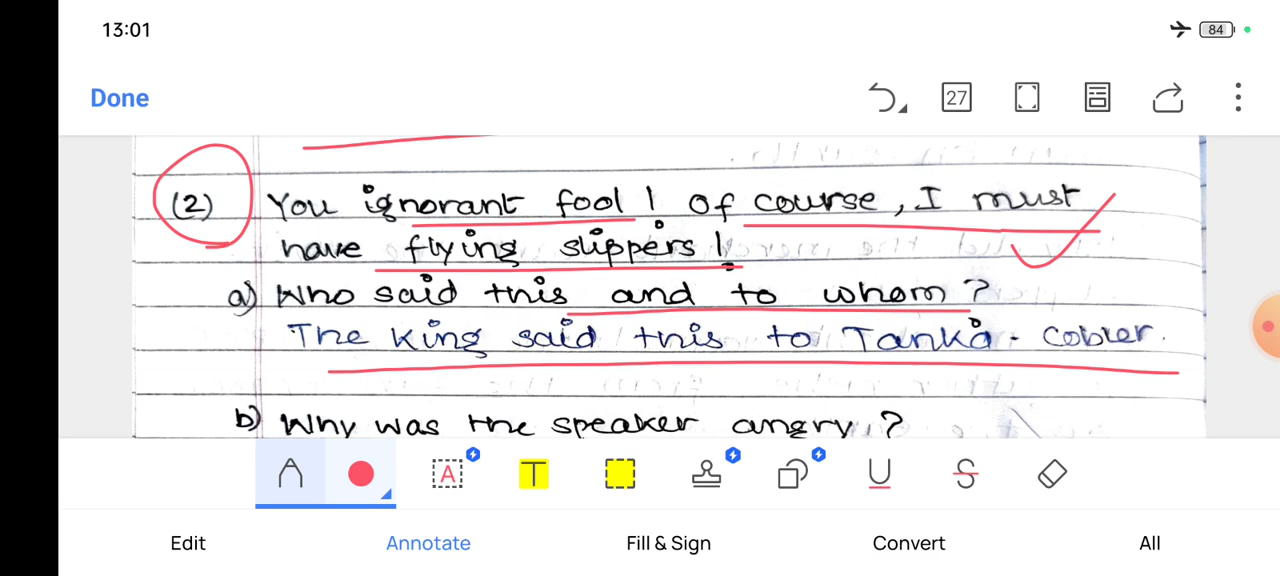 13:01
84
Done
27
(2) You ignorant fool! Of course, I must
have flying slippers!
a) Who said this and to whom?
The King said this to Tanka. Cobler.
b) Why was the speaker angry?
A
T
U
S
Edit
Annotate
Fill & Sign
Convert
All